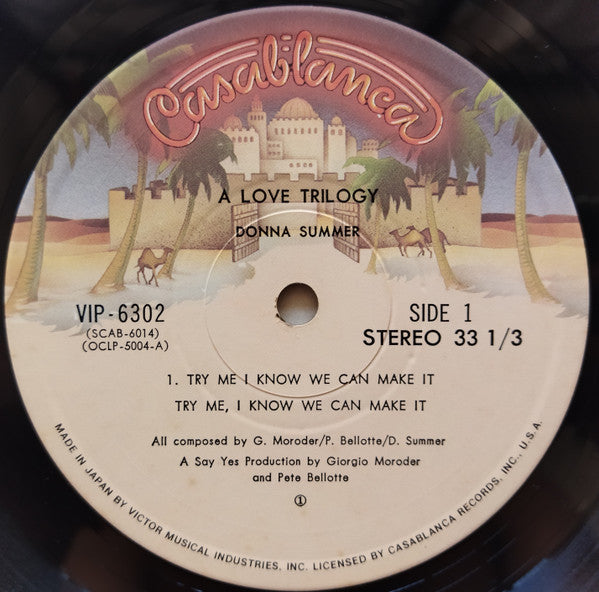 Casablanca
A LOVE TRILOGY
DONNA SUMMER
VIP-6302
(SCAB-6014)
(OCLP-5004-A)
SIDE 1
STEREO 33 1/3
1. TRY ME I KNOW WE CAN MAKE IT
TRY ME, I KNOW WE CAN MAKE IT
All composed by G. Moroder/P. Bellotte/D. Summer
A Say Yes Production by Giorgio Moroder
and Pete Bellotte
①
MADE IN JAPAN BY VICTOR MUSICAL INDUSTRIES, INC. LICENSED BY CASABLANCA RECORDS, INC., U.S.A.